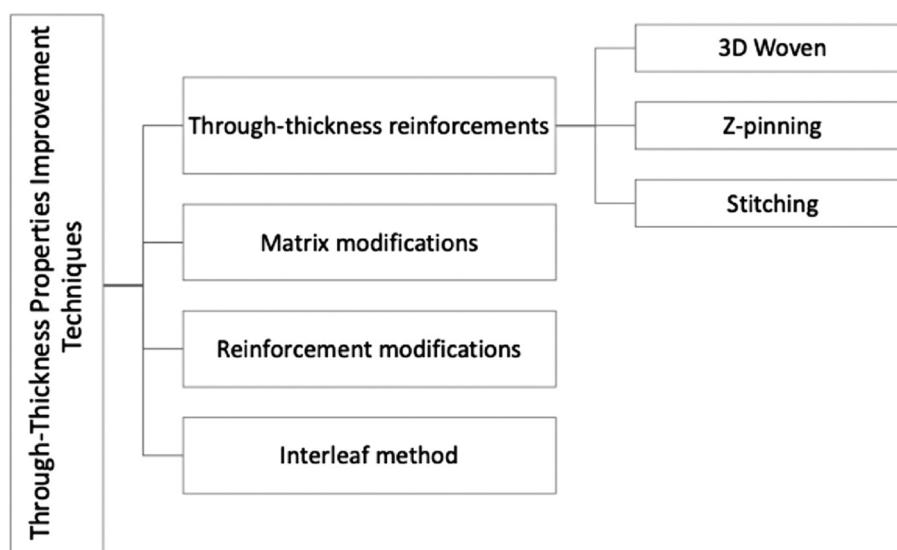 Through-Thickness Properties Improvement
Techniques
Through-thickness reinforcements
Matrix modifications
Reinforcement modifications
Interleaf method
3D Woven
Z-pinning
Stitching